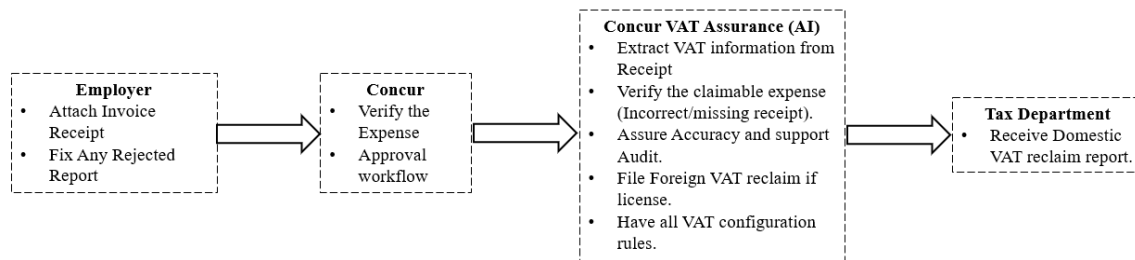 Employer
• Attach Invoice
Receipt
• Fix Any Rejected
Report
Concur
• Verify the
Expense
• Approval
workflow
Concur VAT Assurance (AI)
• Extract VAT information from
Receipt
• Verify the claimable expense
(Incorrect/missing receipt).
• Assure Accuracy and support
Audit.
• File Foreign VAT reclaim if
license.
• Have all VAT configuration
rules.
Tax Department
• Receive Domestic
VAT reclaim report.